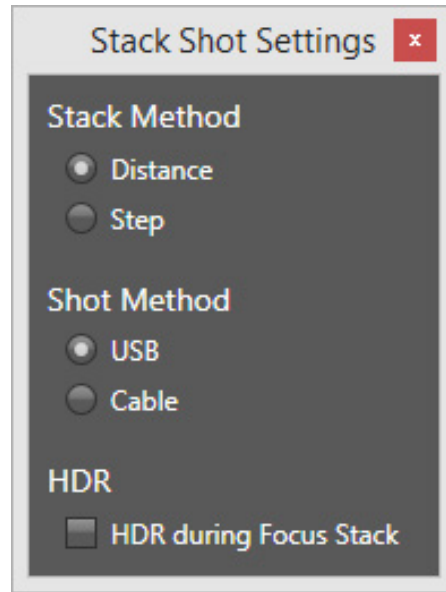 Stack Shot Settings x
Stack Method
Distance
Step
Shot Method
USB
Cable
HDR
HDR during Focus Stack